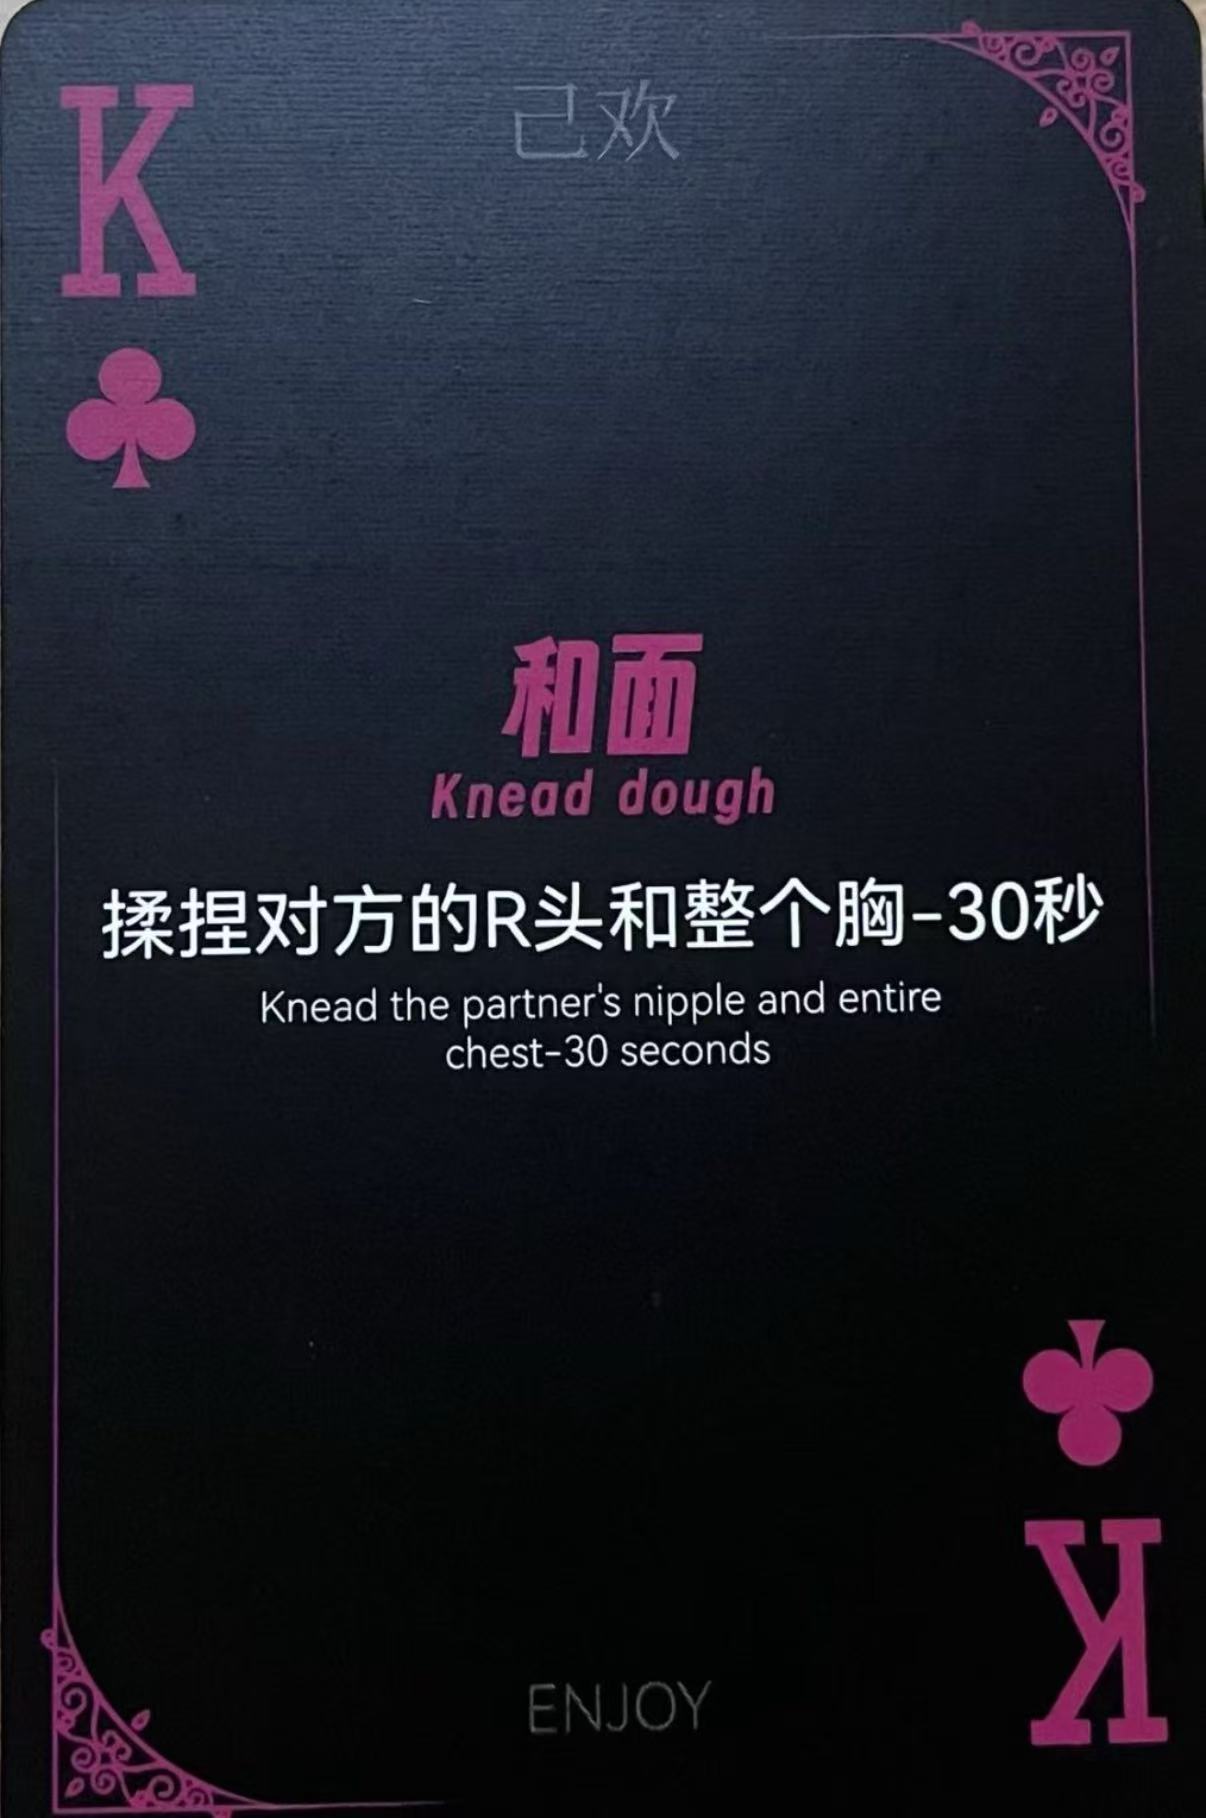 K
己欢
和面
Knead dough
揉捏对方的R头和整个胸-30秒
Knead the partner's nipple and entire
chest-30 seconds
ENJOY
K